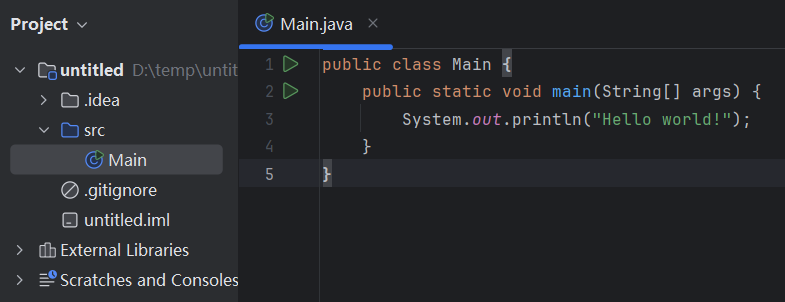 Project
untitled D:\temp\untit
.idea
src
Main
.gitignore
untitled.iml
External Libraries
Scratches and Consoles
Main.java
1 public class Main {
2     public static void main(String[] args) {
3         System.out.println("Hello world!");
4     }
5 }